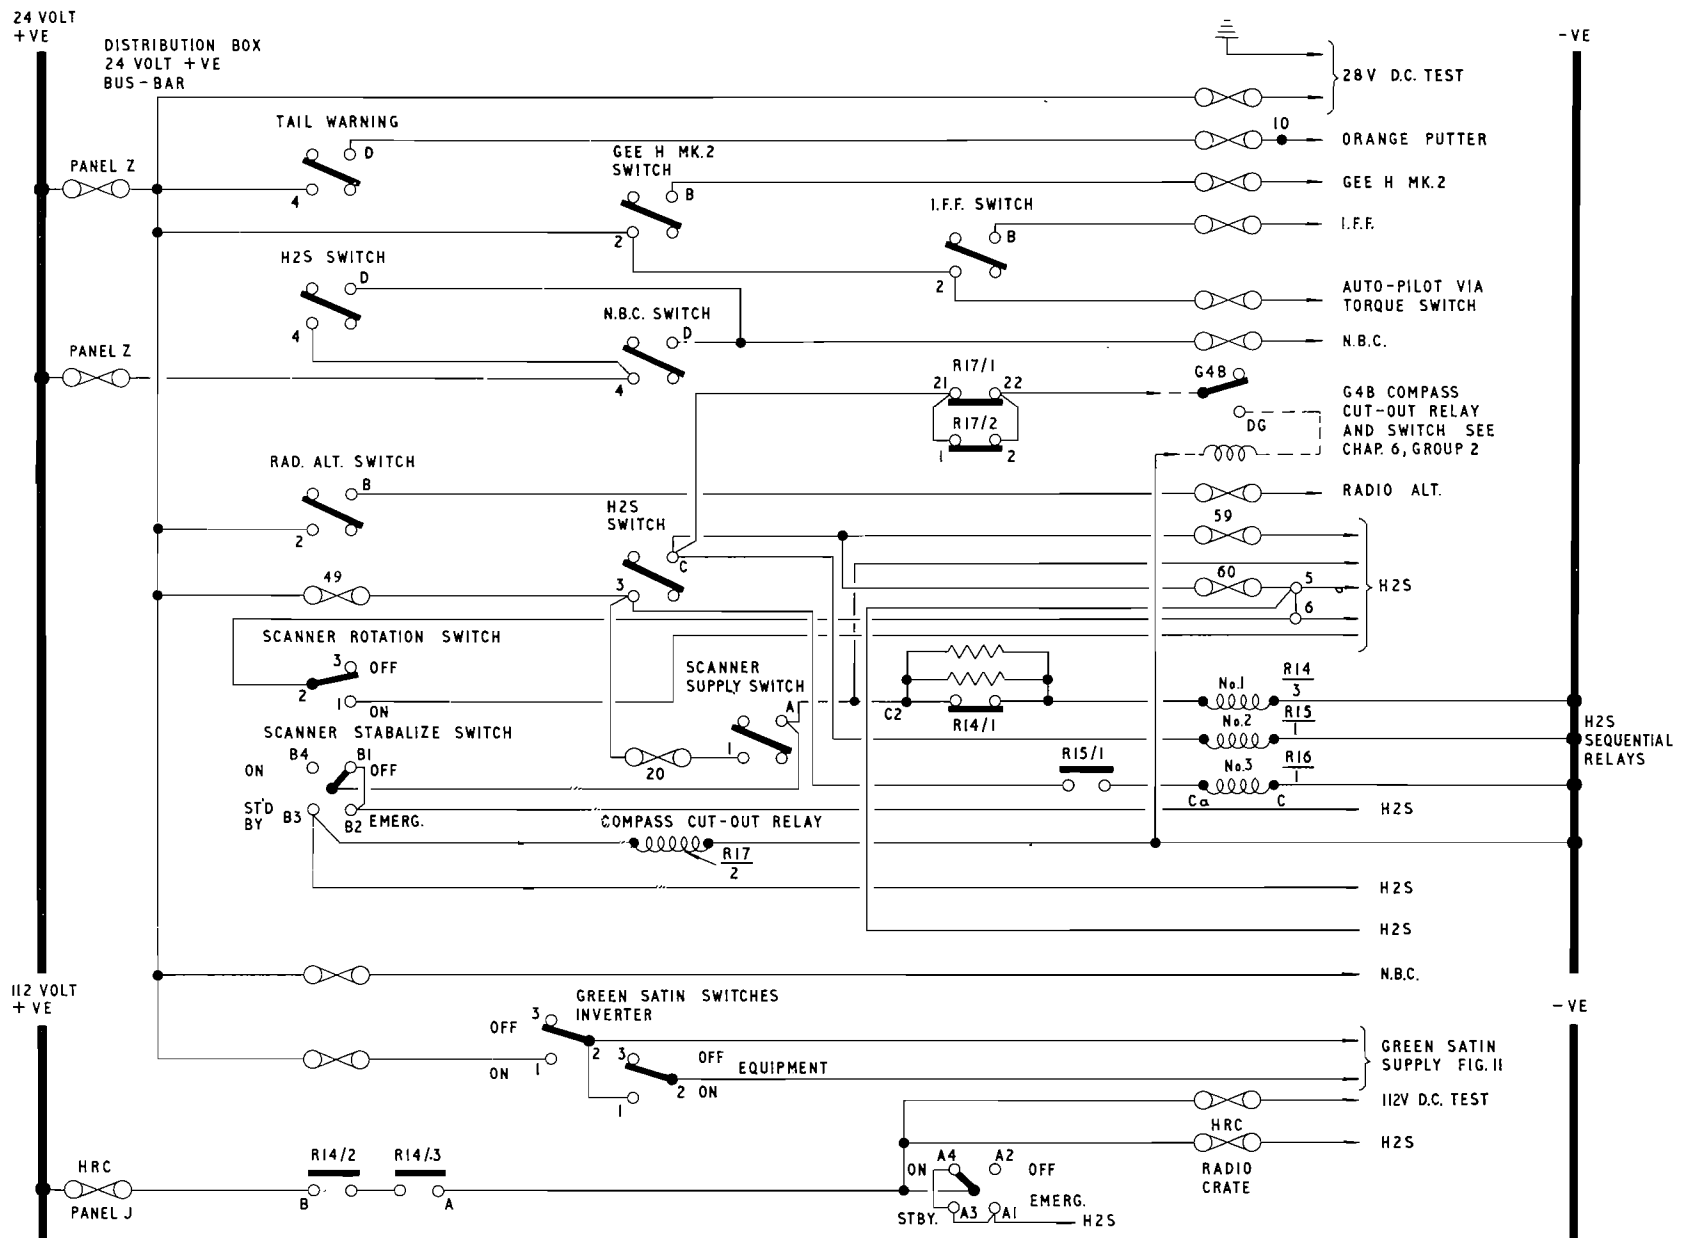 24 VOLT
+VE
DISTRIBUTION BOX
24 VOLT +VE
BUS-BAR
-VE
28V D.C. TEST
TAIL WARNING
D
4
10
ORANGE PUTTER
PANEL Z
GEE H MK.2
SWITCH
B
2
GEE H MK.2
I.F.F. SWITCH
B
2
I.F.F.
H2S SWITCH
D
4
AUTO-PILOT VIA
TORQUE SWITCH
N.B.C. SWITCH
D
4
N.B.C.
PANEL Z
R17/1
21
22
R17/2
1
2
G4B
DG
G4B COMPASS
CUT-OUT RELAY
AND SWITCH SEE
CHAP. 6, GROUP 2
RAD. ALT. SWITCH
B
2
RADIO ALT.
H2S
SWITCH
C
3
59
60
5
6
H2S
49
SCANNER ROTATION SWITCH
3
OFF
2
1
ON
SCANNER
SUPPLY SWITCH
A
1
20
C2
R14/1
No.1
R14
3
No.2
R15
1
No.3
R16
1
Ca
C
H2S
SEQUENTIAL
RELAYS
R15/1
SCANNER STABALIZE SWITCH
B4
B1
ON
OFF
ST'D
BY
B3
B2
EMERG.
H2S
COMPASS CUT-OUT RELAY
R17
2
H2S
H2S
N.B.C.
112 VOLT
+VE
-VE
GREEN SATIN SWITCHES
INVERTER
OFF
3
2
ON
1
3
OFF
EQUIPMENT
2
ON
1
GREEN SATIN
SUPPLY FIG. 11
112V D.C. TEST
HRC
H2S
RADIO
CRATE
HRC
PANEL J
R14/2
R14/3
B
A
ON
A4
A2
OFF
EMERG.
STBY.
A3
A1
H2S